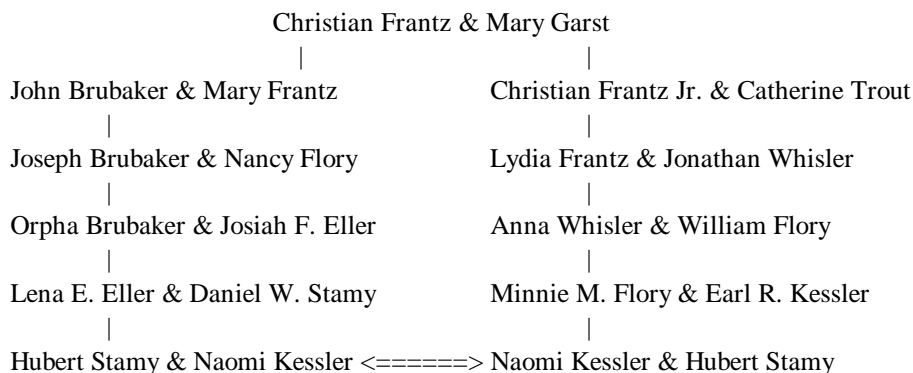 Christian Frantz & Mary Garst
John Brubaker & Mary Frantz Christian Frantz Jr. & Catherine Trout
Joseph Brubaker & Nancy Flory Lydia Frantz & Jonathan Whisler
Orpha Brubaker & Josiah F. Eller Anna Whisler & William Flory
Lena E. Eller & Daniel W. Stamy Minnie M. Flory & Earl R. Kessler
Hubert Stamy & Naomi Kessler <======> Naomi Kessler & Hubert Stamy